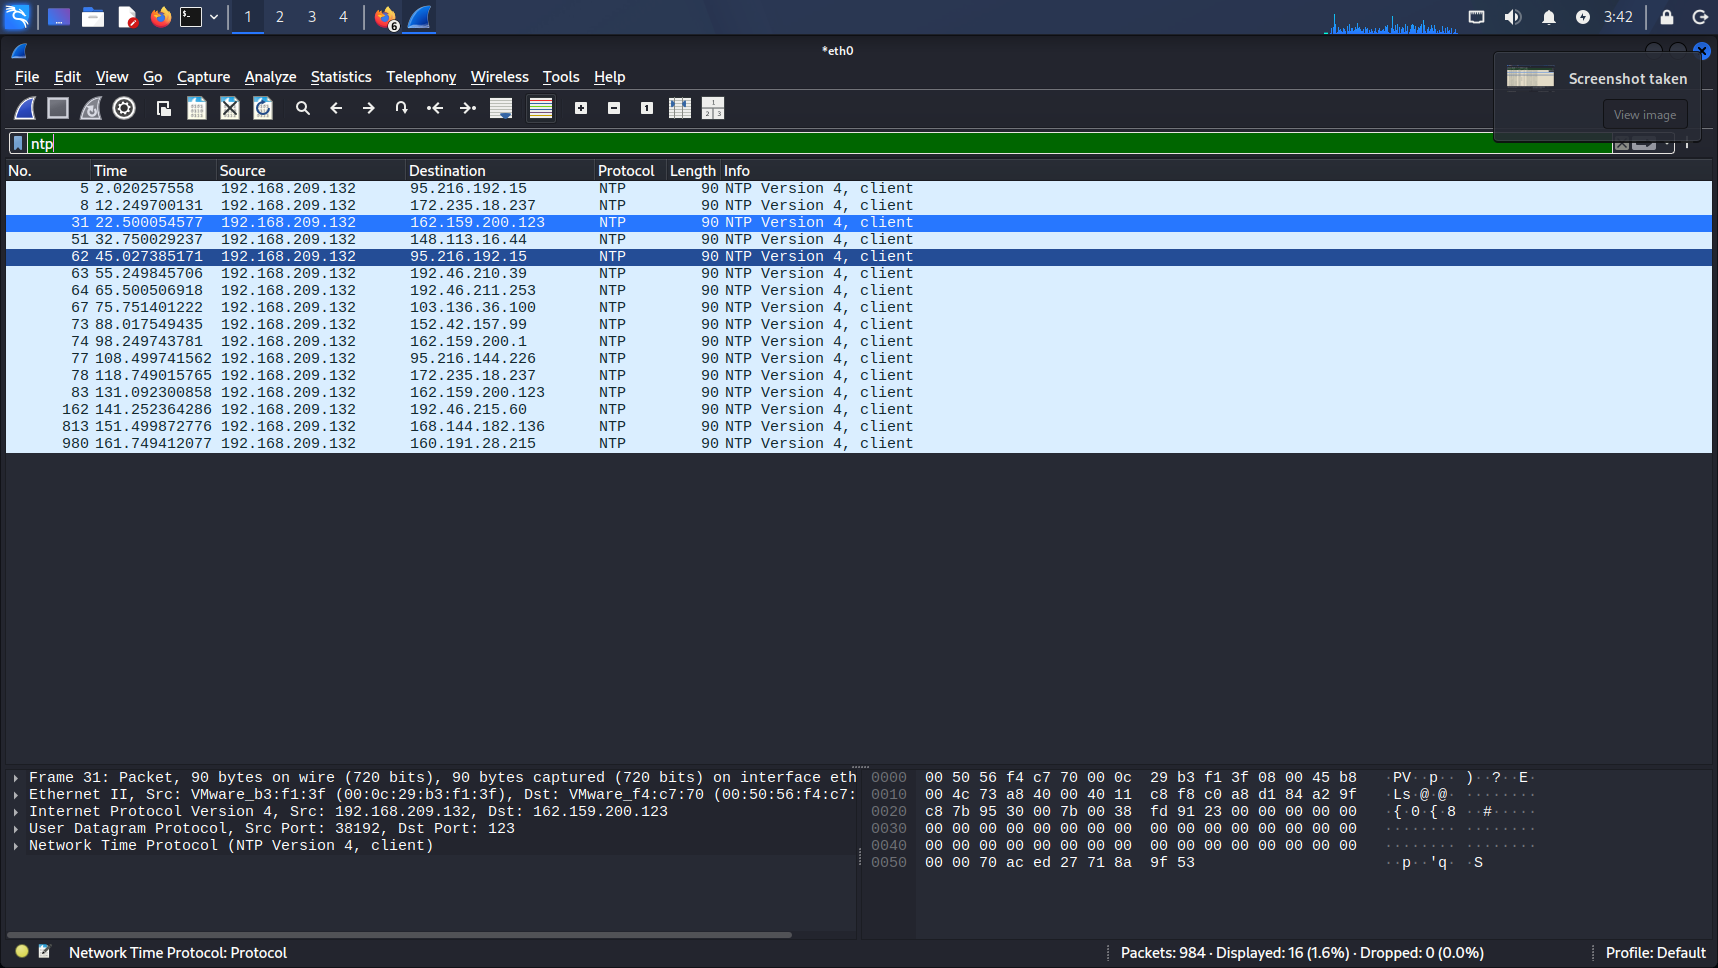 1 2 3 4 6 3:42
*eth0
File Edit View Go Capture Analyze Statistics Telephony Wireless Tools Help
Screenshot taken
View image
ntp
No. Time Source Destination Protocol Length Info
5 2.020257558 192.168.209.132 95.216.192.15 NTP 90 NTP Version 4, client
8 12.249700131 192.168.209.132 172.235.18.237 NTP 90 NTP Version 4, client
31 22.500054577 192.168.209.132 162.159.200.123 NTP 90 NTP Version 4, client
51 32.750029237 192.168.209.132 148.113.16.44 NTP 90 NTP Version 4, client
62 45.027385171 192.168.209.132 95.216.192.15 NTP 90 NTP Version 4, client
63 55.249845706 192.168.209.132 192.46.210.39 NTP 90 NTP Version 4, client
64 65.500506918 192.168.209.132 192.46.211.253 NTP 90 NTP Version 4, client
67 75.751401222 192.168.209.132 103.136.36.100 NTP 90 NTP Version 4, client
73 88.017549435 192.168.209.132 152.42.157.99 NTP 90 NTP Version 4, client
74 98.249743781 192.168.209.132 162.159.200.1 NTP 90 NTP Version 4, client
77 108.499741562 192.168.209.132 95.216.144.226 NTP 90 NTP Version 4, client
78 118.749015765 192.168.209.132 172.235.18.237 NTP 90 NTP Version 4, client
83 131.092300858 192.168.209.132 162.159.200.123 NTP 90 NTP Version 4, client
162 141.252364286 192.168.209.132 192.46.215.60 NTP 90 NTP Version 4, client
813 151.499872776 192.168.209.132 168.144.182.136 NTP 90 NTP Version 4, client
980 161.749412077 192.168.209.132 160.191.28.215 NTP 90 NTP Version 4, client
Frame 31: Packet, 90 bytes on wire (720 bits), 90 bytes captured (720 bits) on interface eth
Ethernet II, Src: VMware_b3:f1:3f (00:0c:29:b3:f1:3f), Dst: VMware_f4:c7:70 (00:50:56:f4:c7:
Internet Protocol Version 4, Src: 192.168.209.132, Dst: 162.159.200.123
User Datagram Protocol, Src Port: 38192, Dst Port: 123
Network Time Protocol (NTP Version 4, client)
0000 00 50 56 f4 c7 70 00 0c 29 b3 f1 3f 08 00 45 b8 ·PV··p·· )··?··E·
0010 00 4c 73 a8 40 00 40 11 c8 f8 c0 a8 d1 84 a2 9f ·Ls·@·@· ········
0020 c8 7b 95 30 00 7b 00 38 fd 91 23 00 00 00 00 00 ·{·0·{·8 ··#·····
0030 00 00 00 00 00 00 00 00 00 00 00 00 00 00 00 00 ········ ········
0040 00 00 00 00 00 00 00 00 00 00 00 00 00 00 00 00 ········ ········
0050 00 00 70 ac ed 27 71 8a 9f 53 ··p··'q· ·S
Network Time Protocol: Protocol
Packets: 984 · Displayed: 16 (1.6%) · Dropped: 0 (0.0%)
Profile: Default